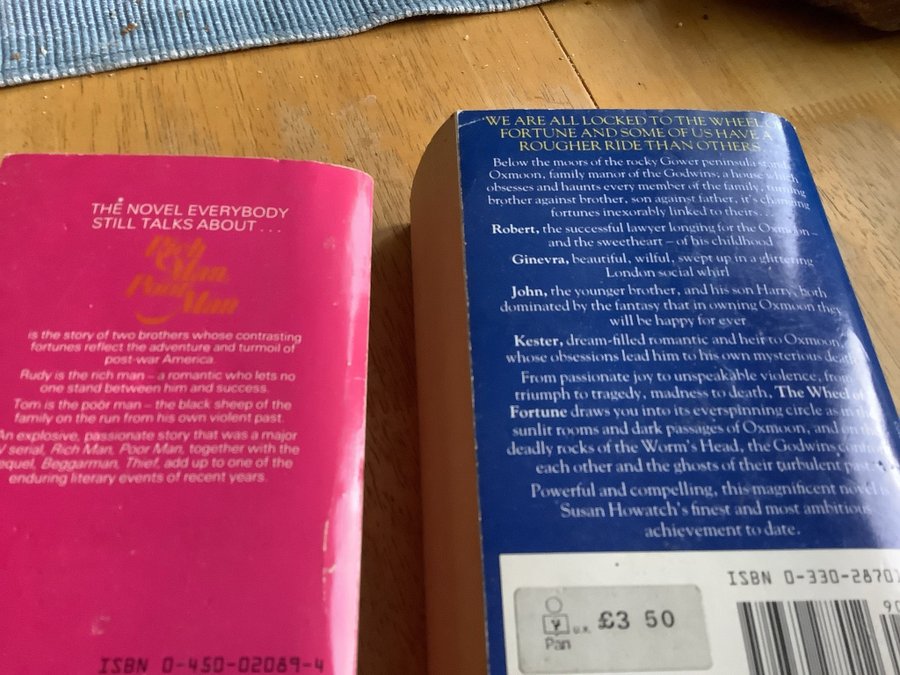 THE NOVEL EVERYBODY
STILL TALKS ABOUT...
Rich
Man,
Poor
Man
is the story of two brothers whose contrasting
fortunes reflect the adventure and turmoil of
post-war America.
Rudy is the rich man – a romantic who lets no
one stand between him and success.
Tom is the poor man – the black sheep of the
family on the run from his own violent past.
An explosive, passionate story that was a major
V serial, Rich Man, Poor Man, together with the
equel, Beggarman, Thief, add up to one of the
enduring literary events of recent years.
ISBN 0-450-02089-4
WE ARE ALL LOCKED TO THE WHEEL O
FORTUNE AND SOME OF US HAVE A
ROUGHER RIDE THAN OTHERS
Below the moors of the rocky Gower peninsula stands
Oxmoon, family manor of the Godwins, a house which
obsesses and haunts every member of the family, turning
brother against brother, son against father, it's changing
fortunes inexorably linked to theirs...
Robert, the successful lawyer longing for the Oxmoon –
and the sweetheart – of his childhood
Ginevra, beautiful, wilful, swept up in a glittering
London social whirl
John, the younger brother, and his son Harry, both
dominated by the fantasy that in owning Oxmoon they
will be happy for ever
Kester, dream-filled romantic and heir to Oxmoon,
whose obsessions lead him to his own mysterious death
From passionate joy to unspeakable violence, from
triumph to tragedy, madness to death, The Wheel of
Fortune draws you into its everspinning circle as in the
sunlit rooms and dark passages of Oxmoon, and on the
deadly rocks of the Worm's Head, the Godwins
each other and the ghosts of their turbulent past...
Powerful and compelling, this magnificent novel is
Susan Howatch's finest and most ambitious
achievement to date.
ISBN 0-330-2870
90
U.K. £3 50
Pan